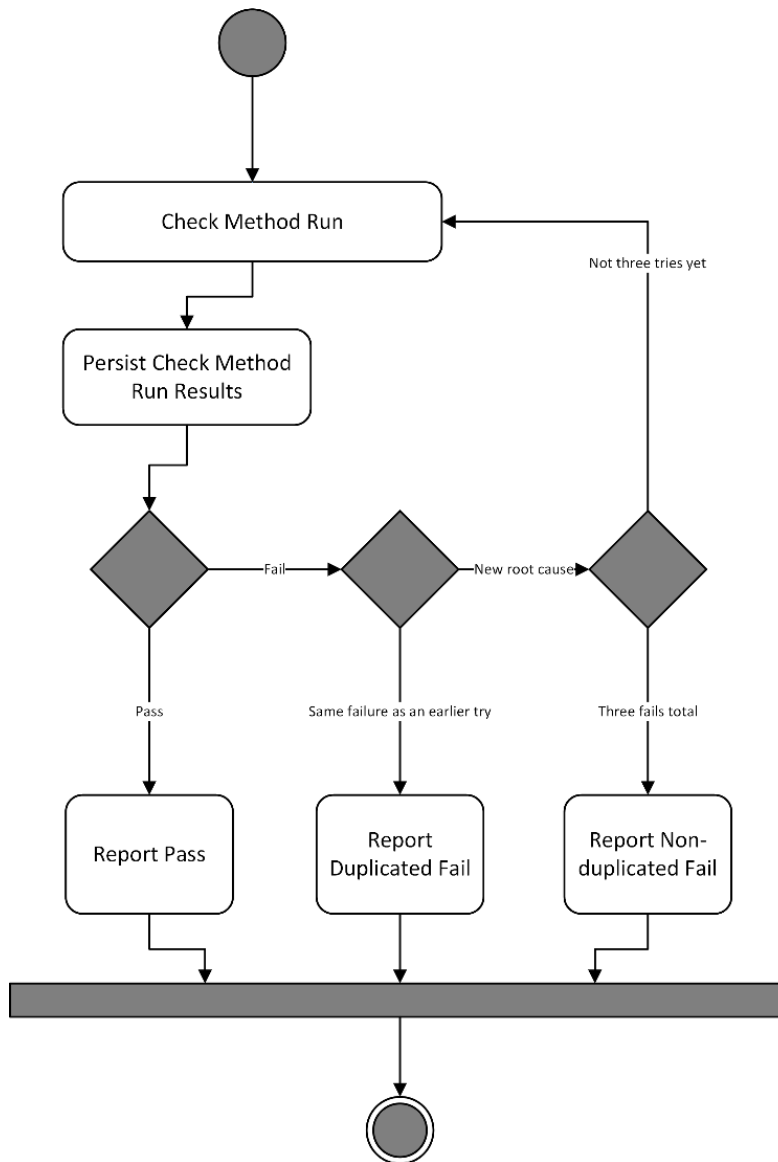 Check Method Run
Not three tries yet
Persist Check Method
Run Results
Fail
New root cause
Pass
Same failure as an earlier try
Three fails total
Report Pass
Report
Duplicated Fail
Report Non-
duplicated Fail